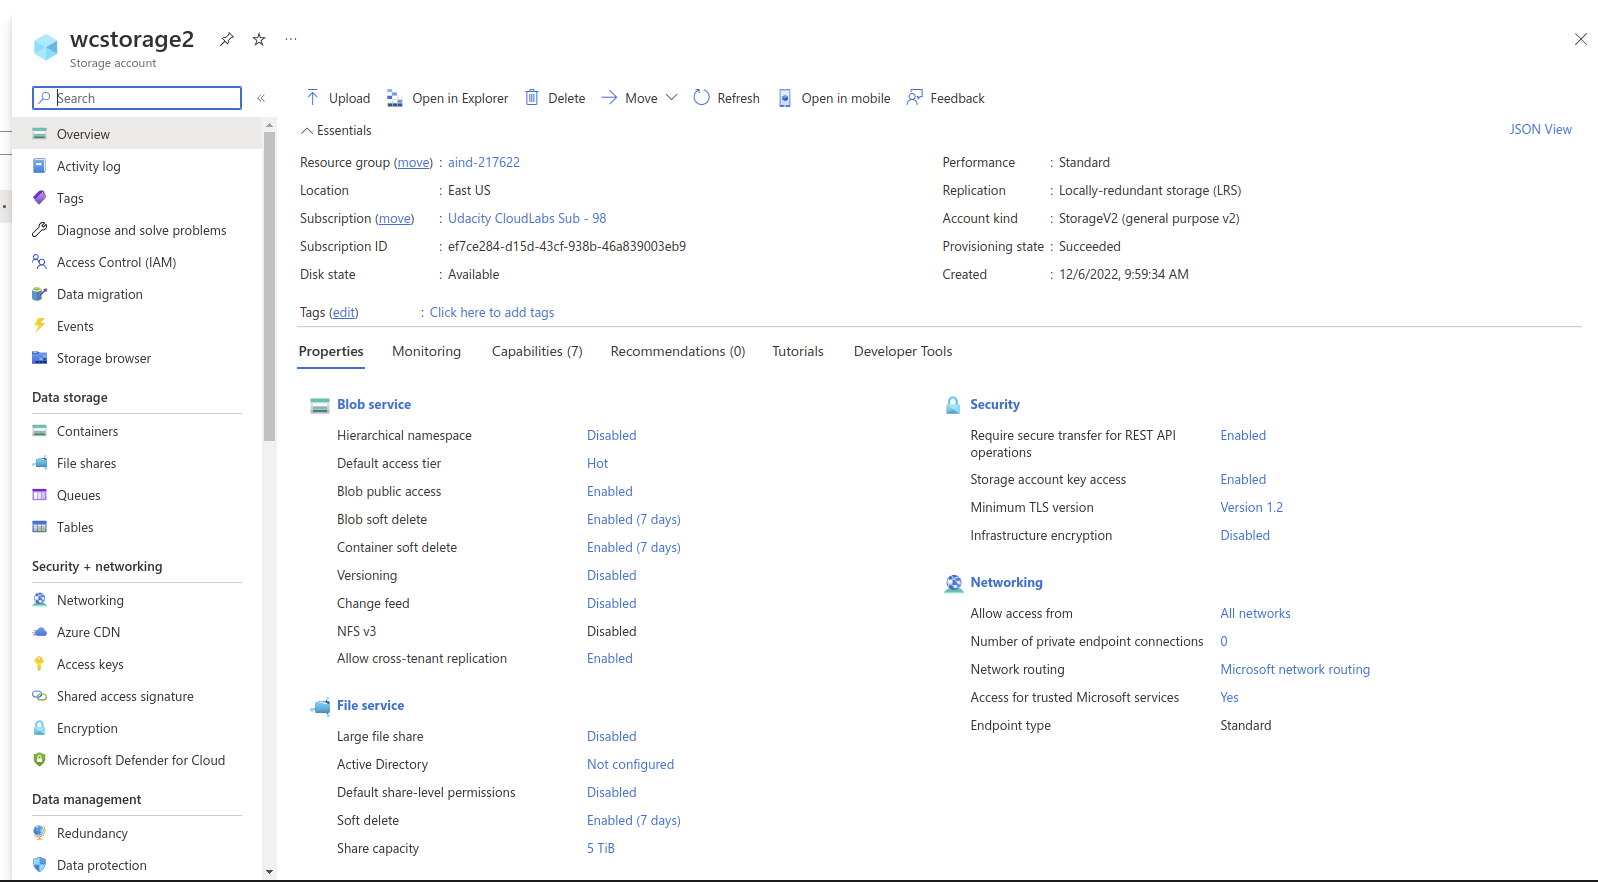 wcstorage2
Storage account
Search
«
Upload
Open in Explorer
Delete
Move
Refresh
Open in mobile
Feedback
Overview
Activity log
Tags
Diagnose and solve problems
Access Control (IAM)
Data migration
Events
Storage browser
Data storage
Containers
File shares
Queues
Tables
Security + networking
Networking
Azure CDN
Access keys
Shared access signature
Encryption
Microsoft Defender for Cloud
Data management
Redundancy
Data protection
Essentials
JSON View
Resource group (move) : aind-217622
Location : East US
Subscription (move) : Udacity CloudLabs Sub - 98
Subscription ID : ef7ce284-d15d-43cf-938b-46a839003eb9
Disk state : Available
Performance : Standard
Replication : Locally-redundant storage (LRS)
Account kind : StorageV2 (general purpose v2)
Provisioning state : Succeeded
Created : 12/6/2022, 9:59:34 AM
Tags (edit) : Click here to add tags
Properties
Monitoring
Capabilities (7)
Recommendations (0)
Tutorials
Developer Tools
Blob service
Hierarchical namespace Disabled
Default access tier Hot
Blob public access Enabled
Blob soft delete Enabled (7 days)
Container soft delete Enabled (7 days)
Versioning Disabled
Change feed Disabled
NFS v3 Disabled
Allow cross-tenant replication Enabled
File service
Large file share Disabled
Active Directory Not configured
Default share-level permissions Disabled
Soft delete Enabled (7 days)
Share capacity 5 TiB
Security
Require secure transfer for REST API Enabled
operations
Storage account key access Enabled
Minimum TLS version Version 1.2
Infrastructure encryption Disabled
Networking
Allow access from All networks
Number of private endpoint connections 0
Network routing Microsoft network routing
Access for trusted Microsoft services Yes
Endpoint type Standard